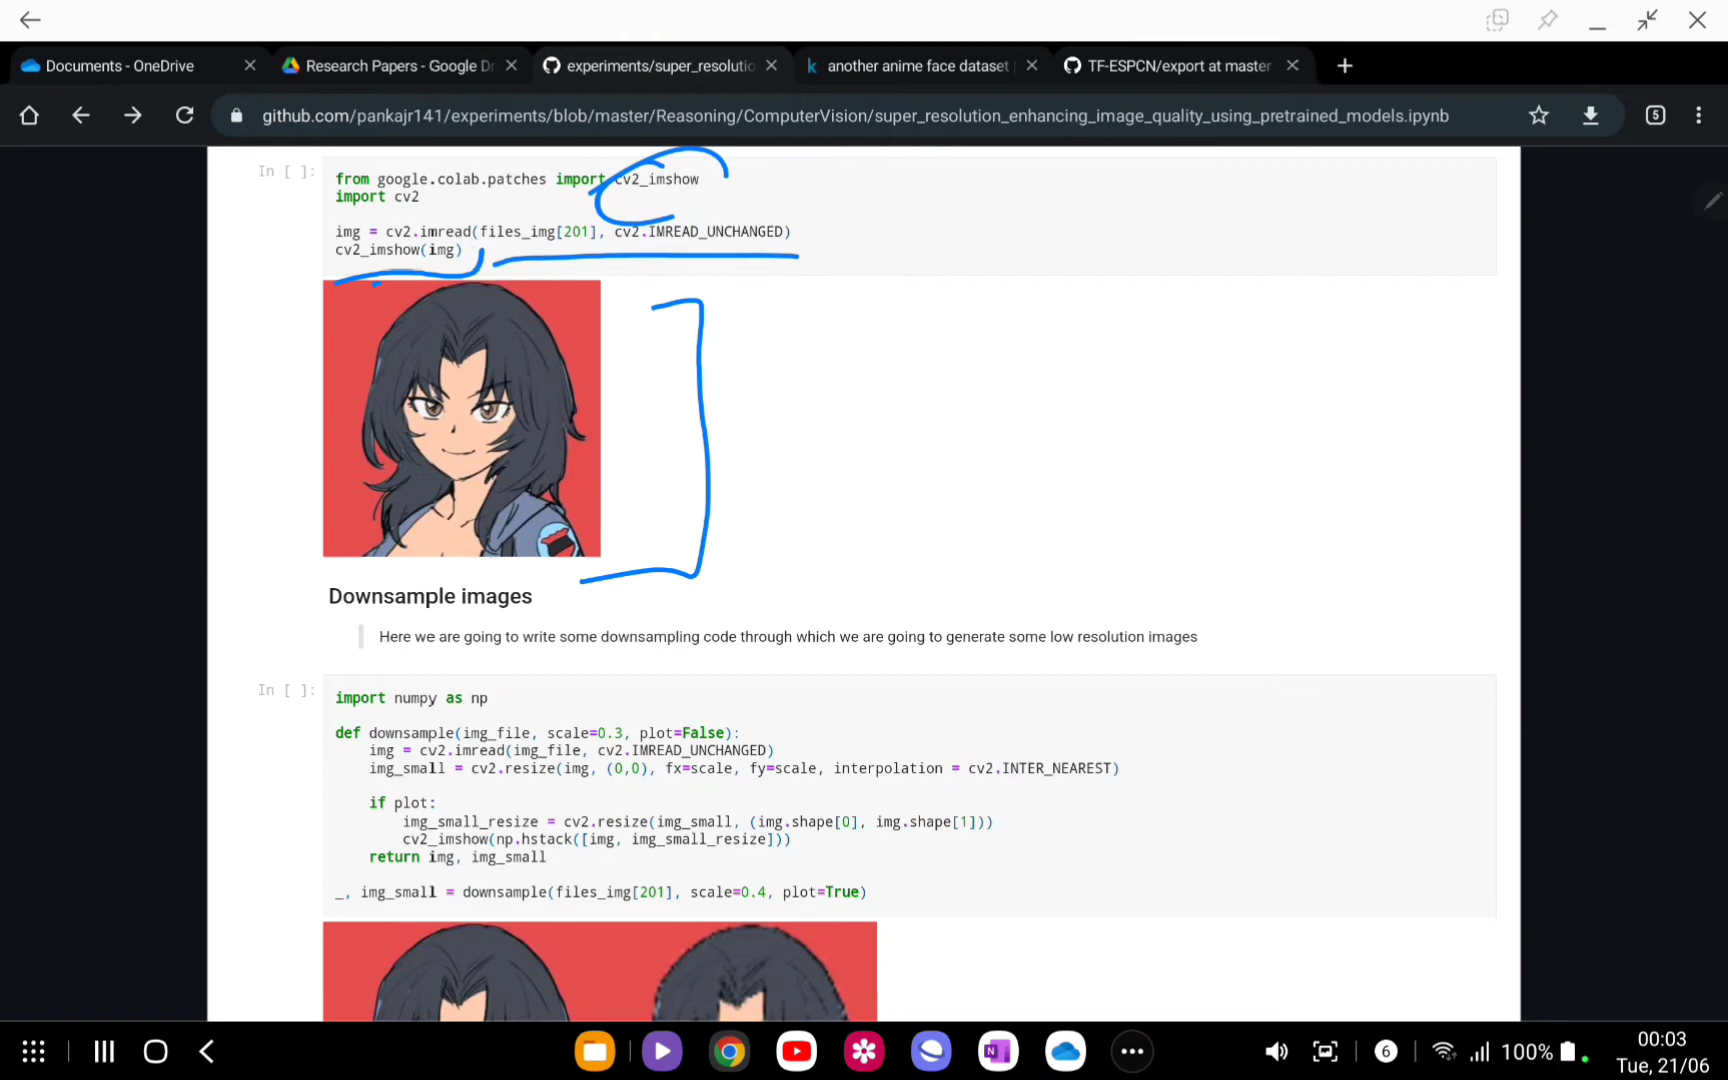 Documents - OneDrive
Research Papers - Google Dr
experiments/super_resolutio
another anime face dataset
TF-ESPCN/export at master
github.com/pankajr141/experiments/blob/master/Reasoning/ComputerVision/super_resolution_enhancing_image_quality_using_pretrained_models.ipynb
5
In [ ]:
from google.colab.patches import cv2_imshow
import cv2
img = cv2.imread(files_img[201], cv2.IMREAD_UNCHANGED)
cv2_imshow(img)
Downsample images
Here we are going to write some downsampling code through which we are going to generate some low resolution images
In [ ]:
import numpy as np
def downsample(img_file, scale=0.3, plot=False):
img = cv2.imread(img_file, cv2.IMREAD_UNCHANGED)
img_small = cv2.resize(img, (0,0), fx=scale, fy=scale, interpolation = cv2.INTER_NEAREST)
if plot:
img_small_resize = cv2.resize(img_small, (img.shape[0], img.shape[1]))
cv2_imshow(np.hstack([img, img_small_resize]))
return img, img_small
_, img_small = downsample(files_img[201], scale=0.4, plot=True)
6
100%
00:03
Tue, 21/06